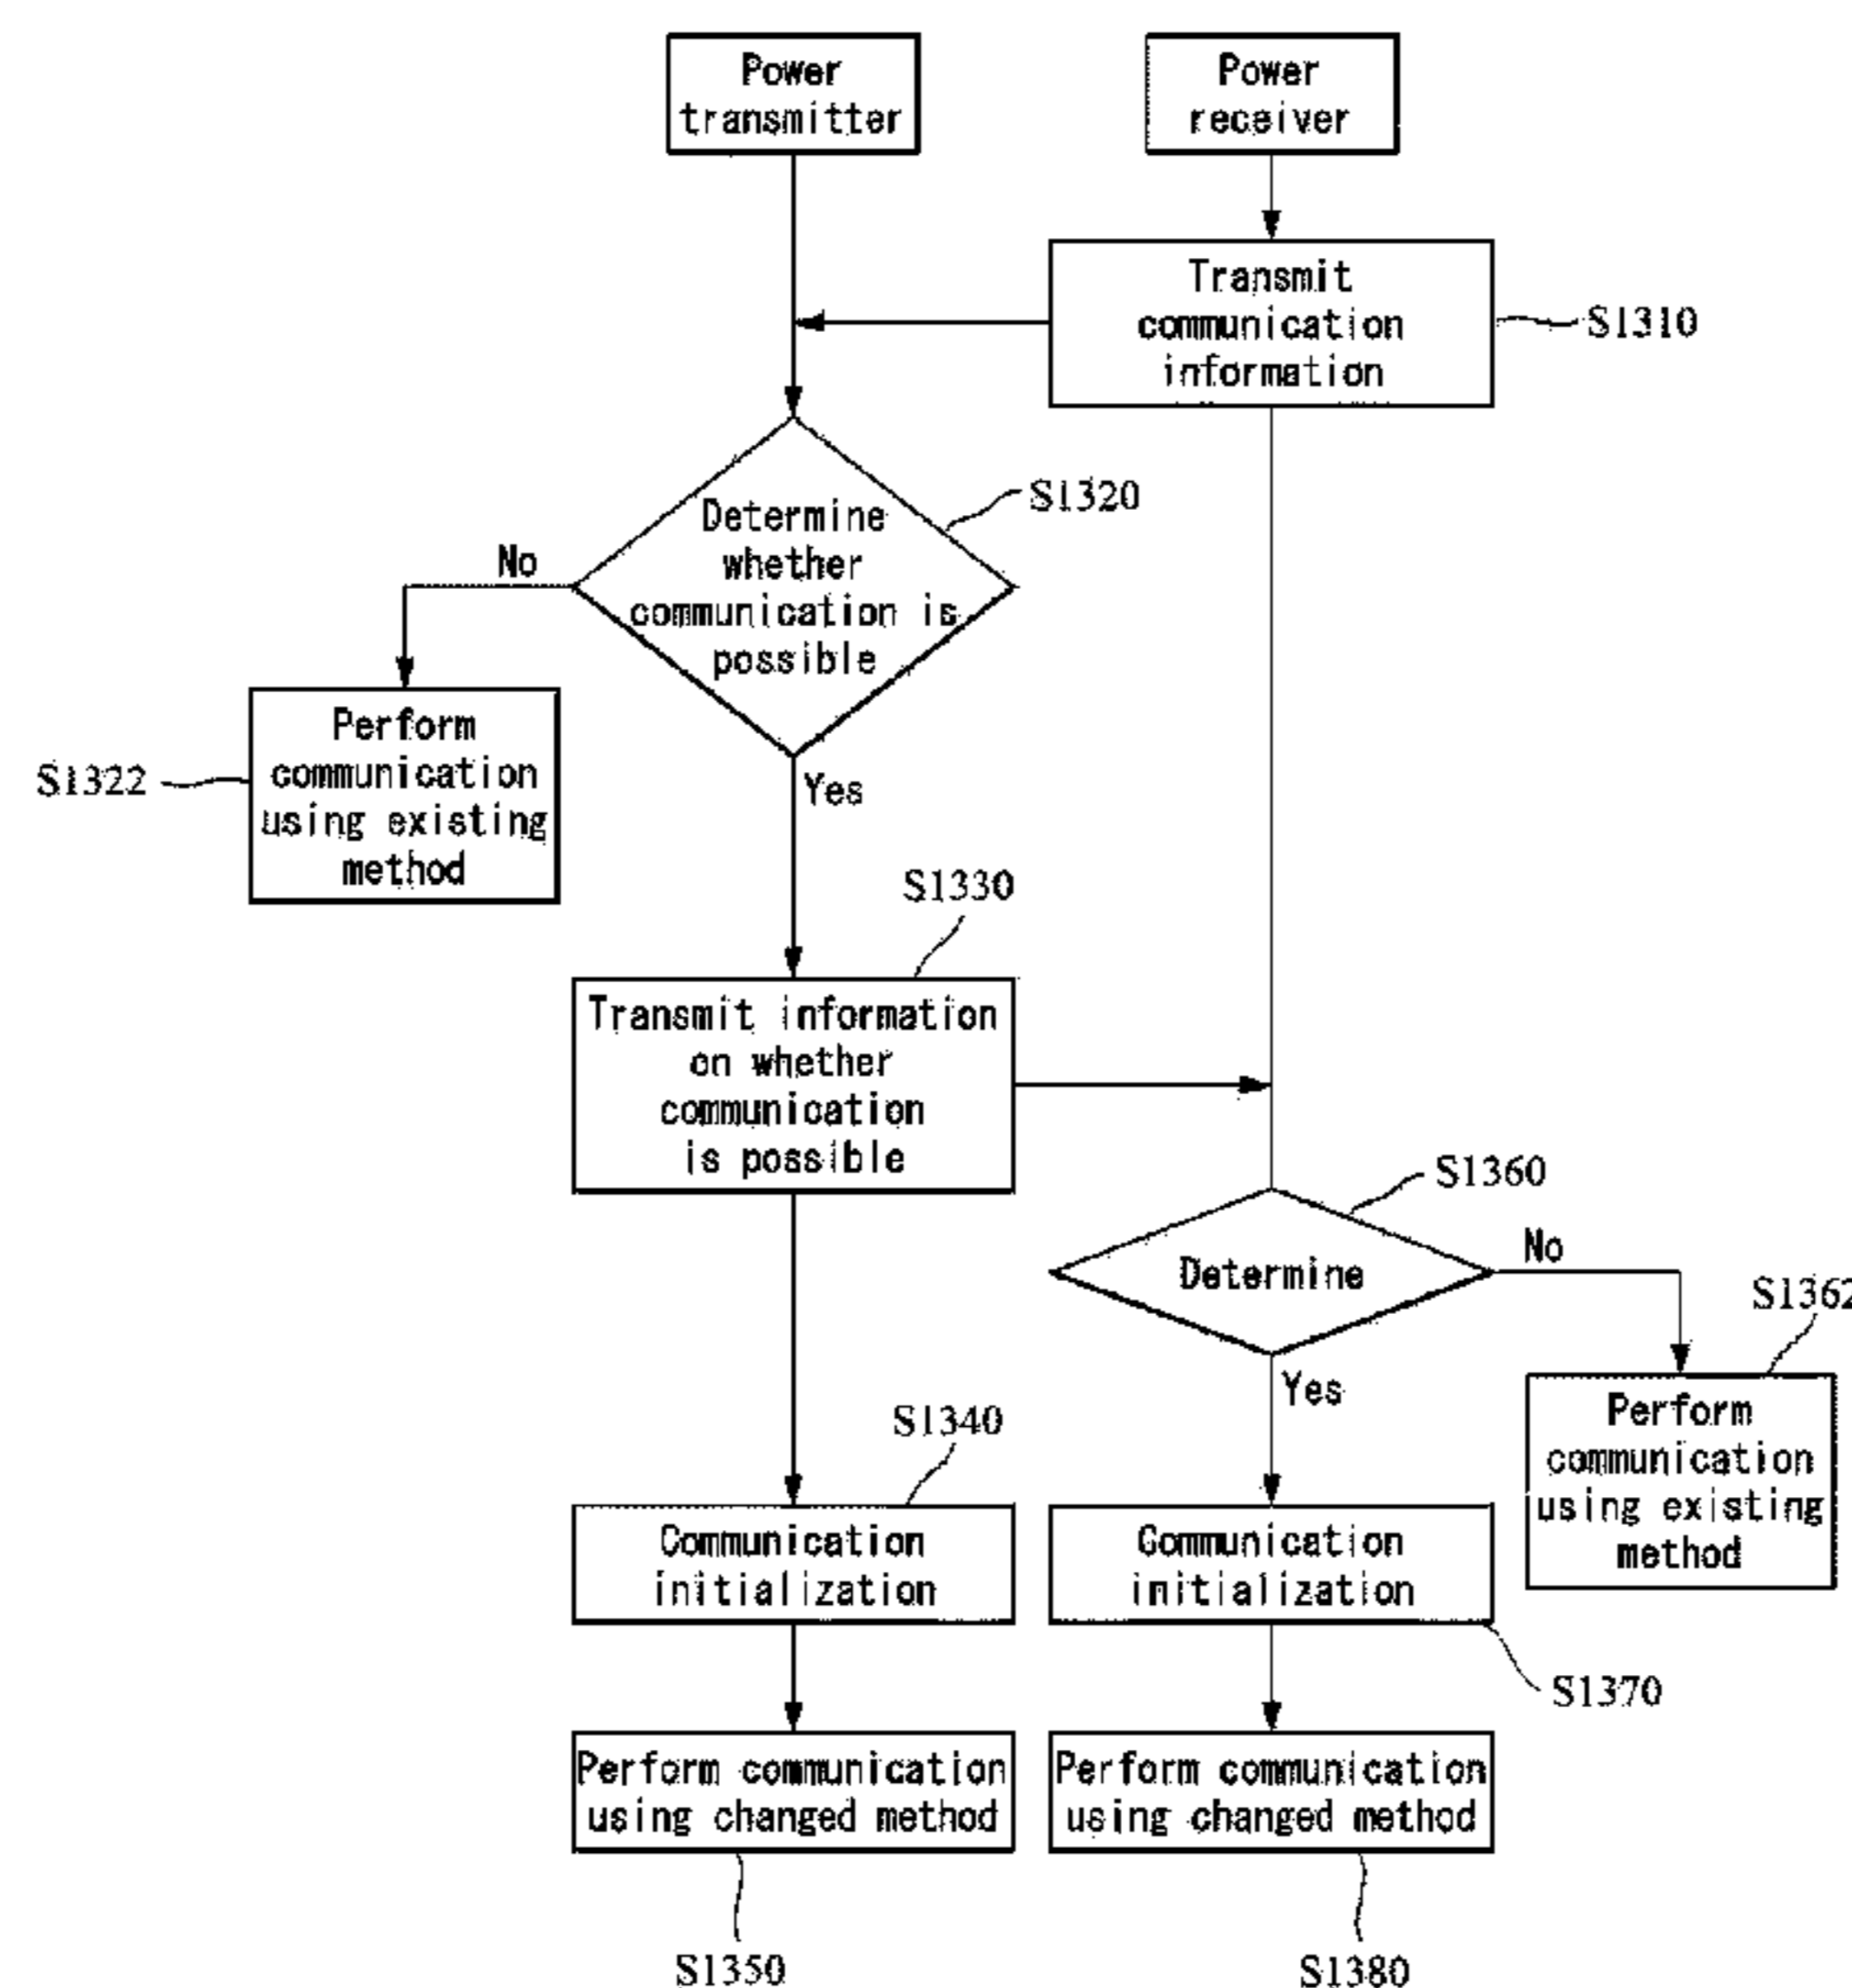 Power
transmitter
Power
receiver
Transmit
communication
information
S1310
Determine
whether
communication is
possible
S1320
No
Yes
Perform
communication
using existing
method
S1322
S1330
Transmit information
on whether
communication
is possible
S1360
Determine
No
Yes
S1362
Perform
communication
using existing
method
S1340
Communication
initialization
Communication
initialization
S1370
Perform communication
using changed method
Perform communication
using changed method
S1350
S1380